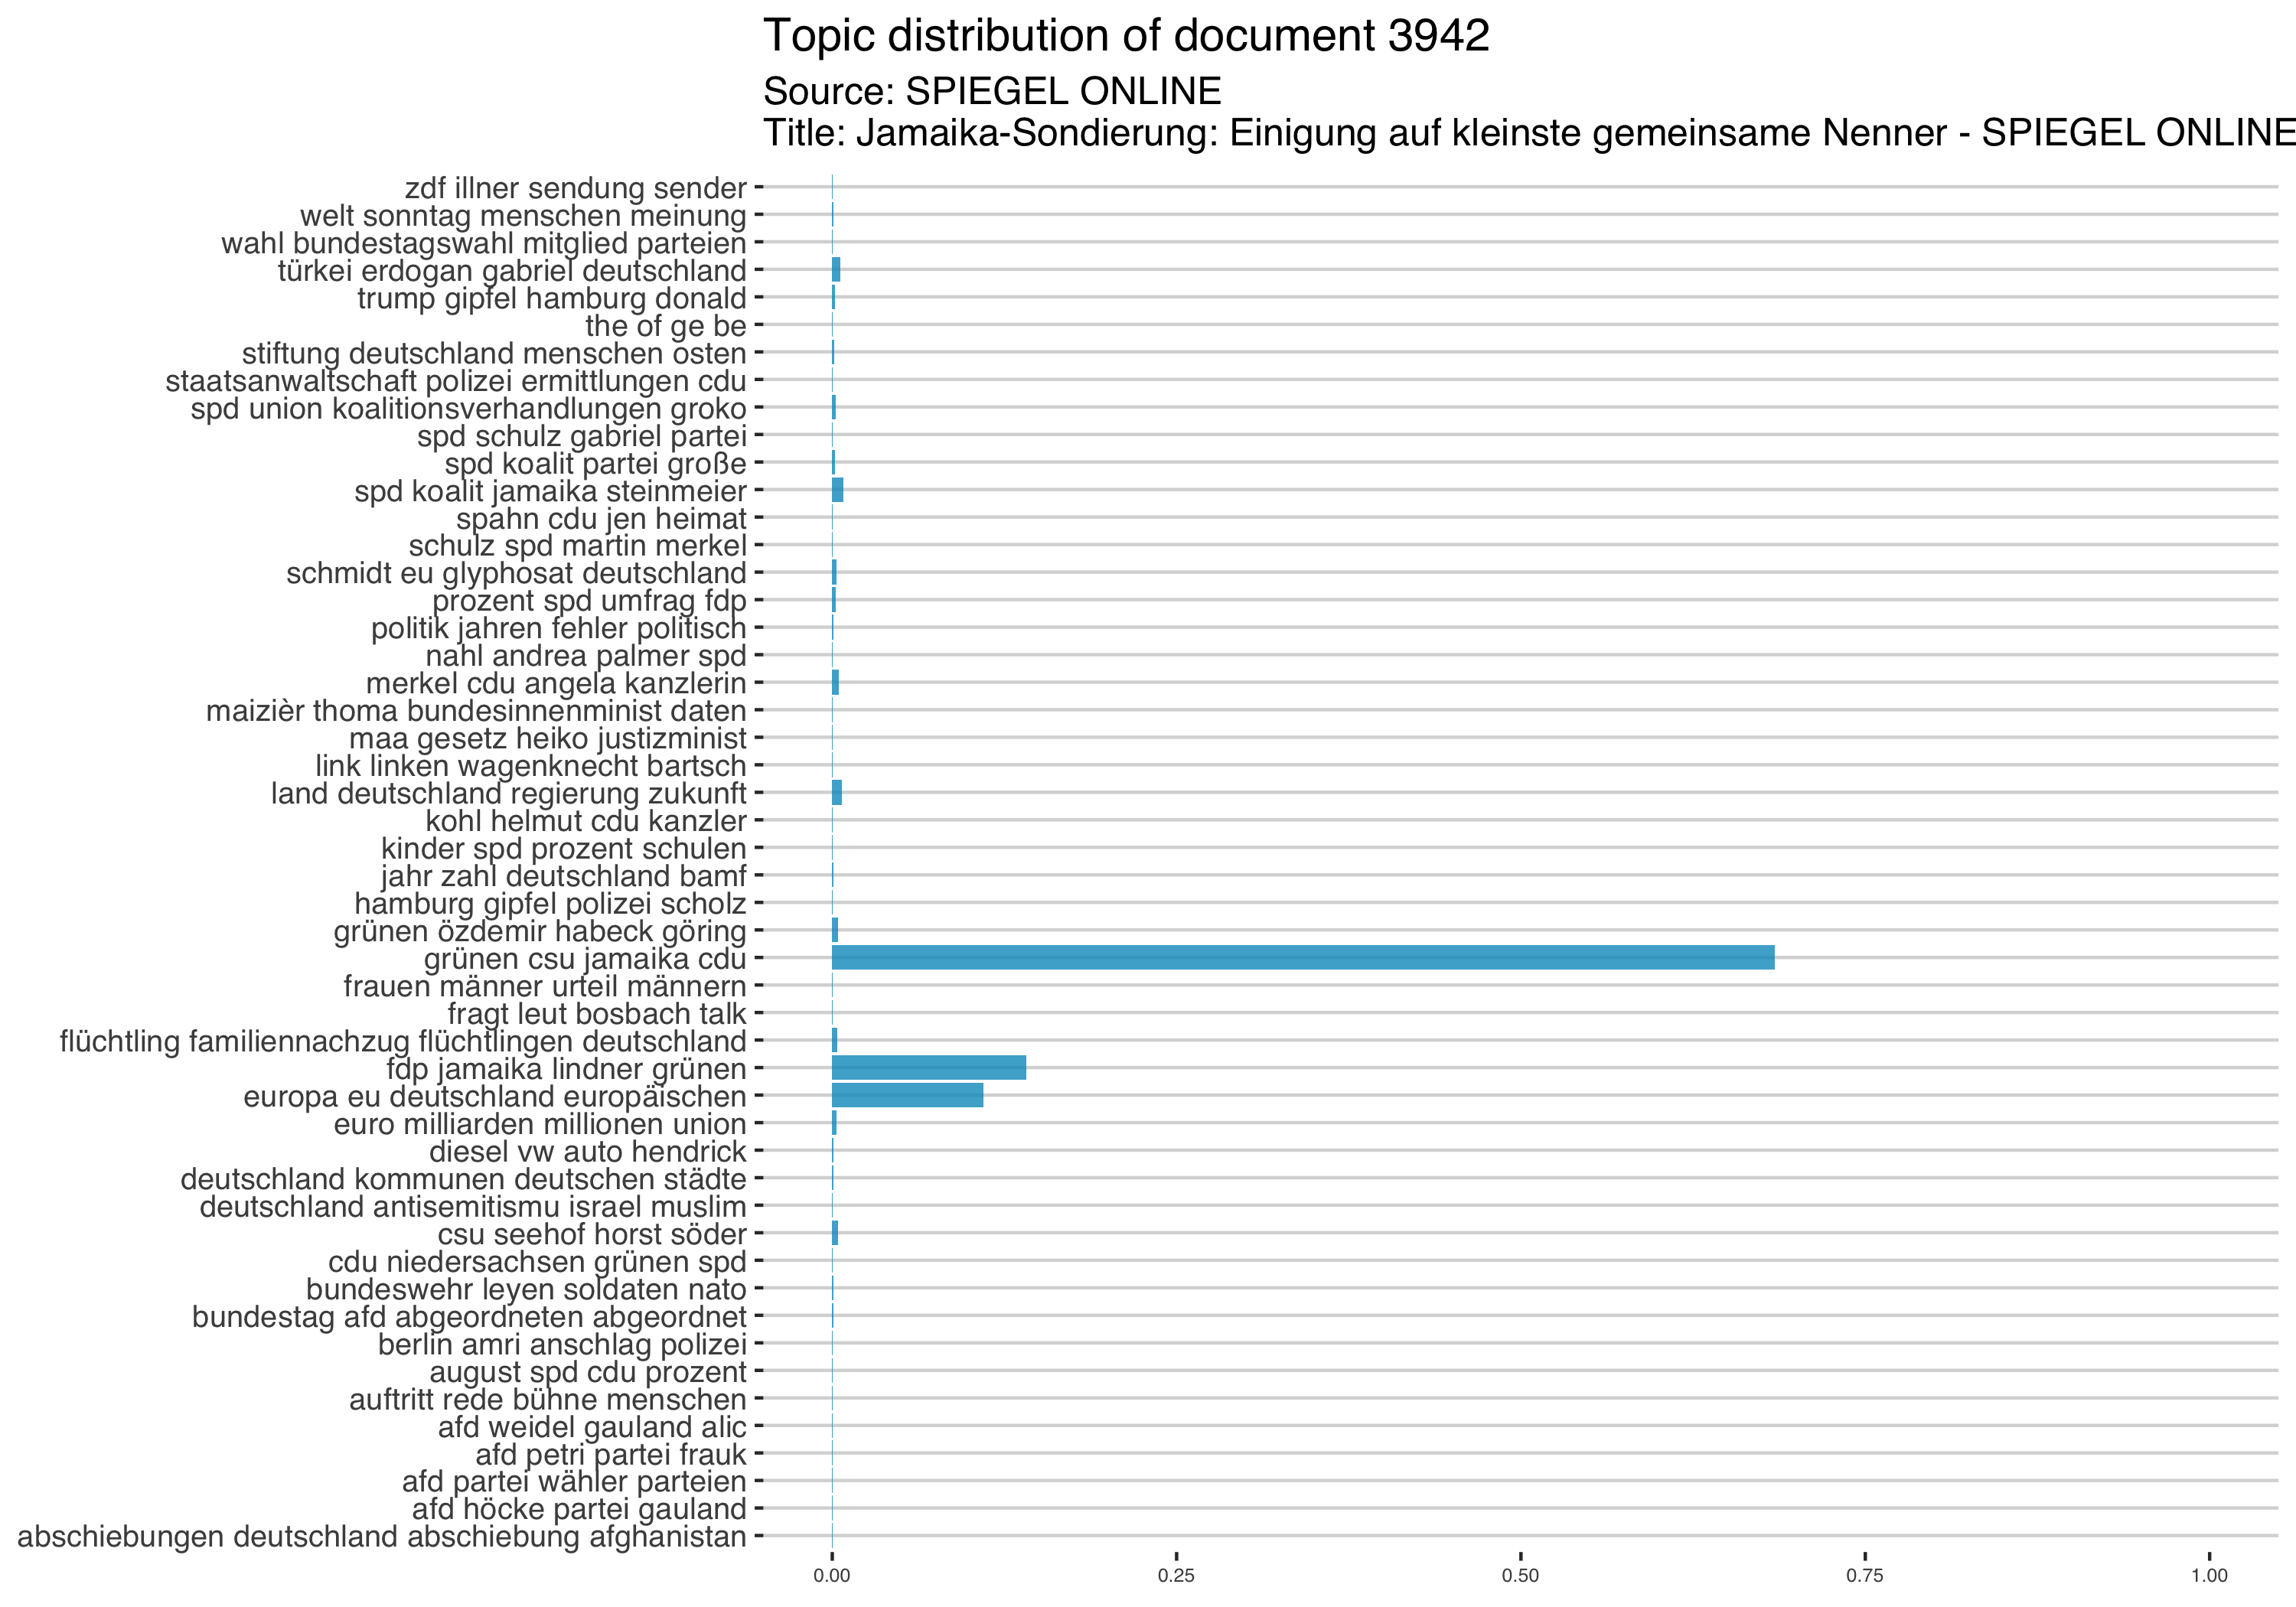 Topic distribution of document 3942
Source: SPIEGEL ONLINE
Title: Jamaika-Sondierung: Einigung auf kleinste gemeinsame Nenner - SPIEGEL ONLINE
zdf illner sendung sender
welt sonntag menschen meinung
wahl bundestagswahl mitglied parteien
türkei erdogan gabriel deutschland
trump gipfel hamburg donald
the of ge be
stiftung deutschland menschen osten
staatsanwaltschaft polizei ermittlungen cdu
spd union koalitionsverhandlungen groko
spd schulz gabriel partei
spd koalit partei große
spd koalit jamaika steinmeier
spahn cdu jen heimat
schulz spd martin merkel
schmidt eu glyphosat deutschland
prozent spd umfrag fdp
politik jahren fehler politisch
nahl andrea palmer spd
merkel cdu angela kanzlerin
maizièr thoma bundesinnenminist daten
maa gesetz heiko justizminist
link linken wagenknecht bartsch
land deutschland regierung zukunft
kohl helmut cdu kanzler
kinder spd prozent schulen
jahr zahl deutschland bamf
hamburg gipfel polizei scholz
grünen özdemir habeck göring
grünen csu jamaika cdu
frauen männer urteil männern
fragt leut bosbach talk
flüchtling familiennachzug flüchtlingen deutschland
fdp jamaika lindner grünen
europa eu deutschland europäischen
euro milliarden millionen union
diesel vw auto hendrick
deutschland kommunen deutschen städte
deutschland antisemitismu israel muslim
csu seehof horst söder
cdu niedersachsen grünen spd
bundeswehr leyen soldaten nato
bundestag afd abgeordneten abgeordnet
berlin amri anschlag polizei
august spd cdu prozent
auftritt rede bühne menschen
afd weidel gauland alic
afd petri partei frauk
afd partei wähler parteien
afd höcke partei gauland
abschiebungen deutschland abschiebung afghanistan
0.00 0.25 0.50 0.75 1.00